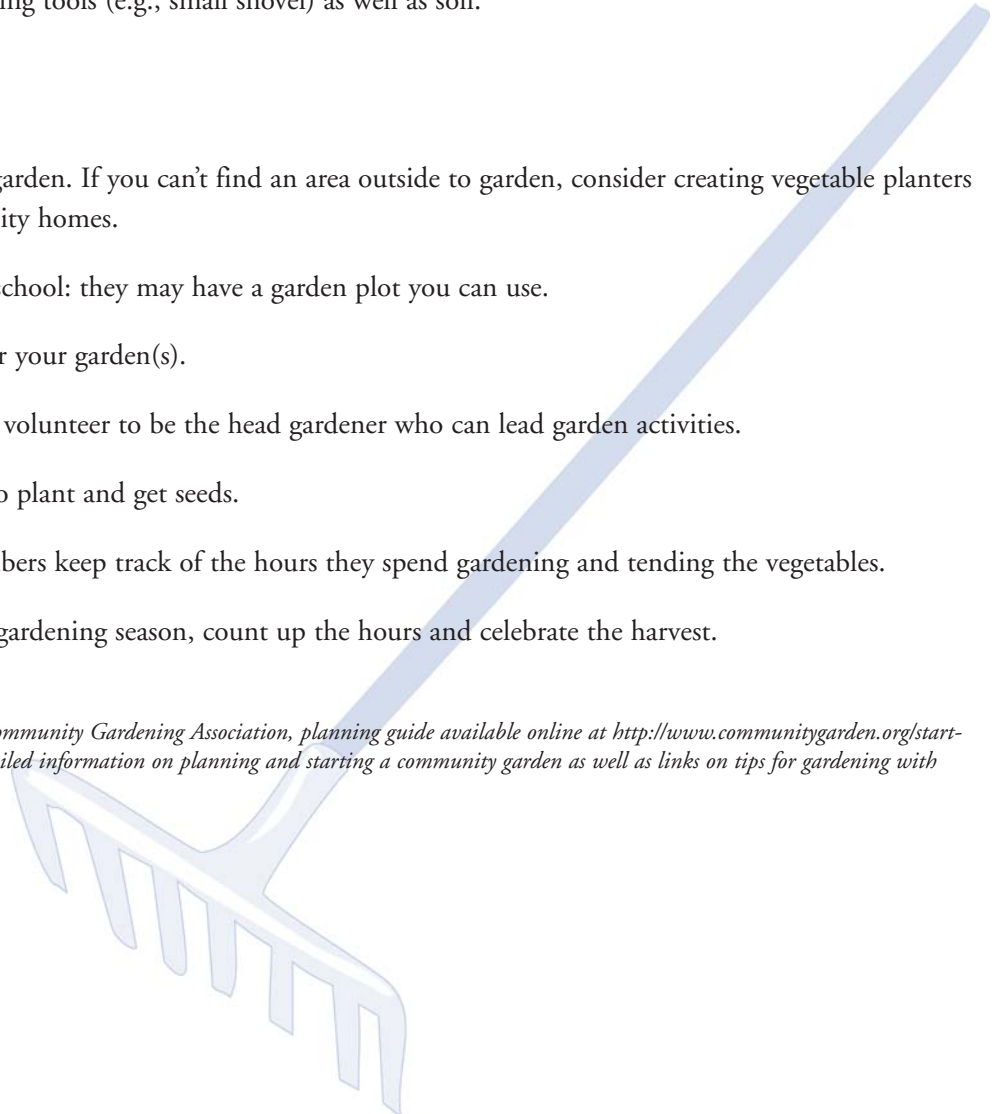 ing tools (e.g., small shovel) as well as soil.
garden. If you can't find an area outside to garden, consider creating vegetable planters
ity homes.
school: they may have a garden plot you can use.
r your garden(s).
volunteer to be the head gardener who can lead garden activities.
o plant and get seeds.
bers keep track of the hours they spend gardening and tending the vegetables.
gardening season, count up the hours and celebrate the harvest.
ommunity Gardening Association, planning guide available online at http://www.communitygarden.org/start-
iled information on planning and starting a community garden as well as links on tips for gardening with